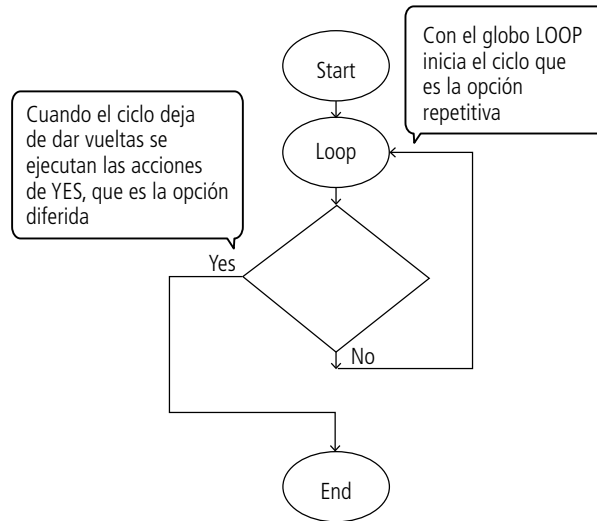 Start
Con el globo LOOP
inicia el ciclo que
es la opción
repetitiva
Cuando el ciclo deja
de dar vueltas se
ejecutan las acciones
de YES, que es la opción
diferida
Loop
Yes
No
End